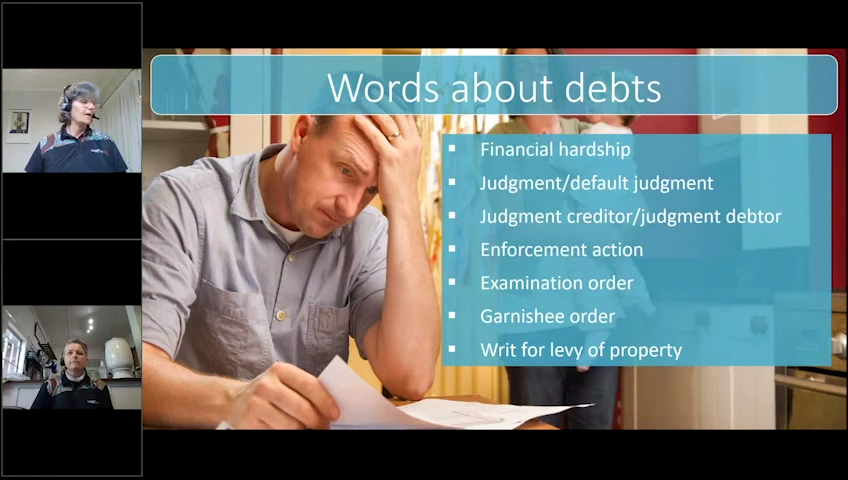 Words about debts
Financial hardship
Judgment/default judgment
Judgment creditor/judgment debtor
Enforcement action
Examination order
Garnishee order
Writ for levy of property